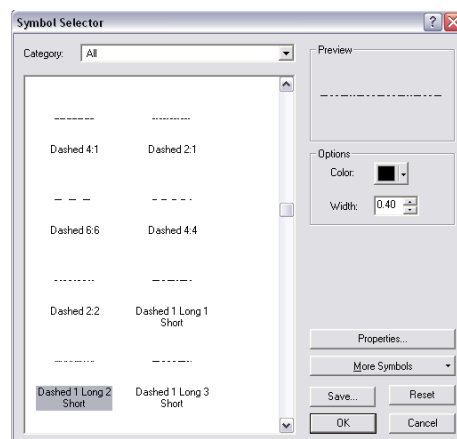 Symbol Selector
Category: All
Dashed 4:1
Dashed 2:1
Dashed 6:6
Dashed 4:4
Dashed 2:2
Dashed 1 Long 1
Short
Dashed 1 Long 2
Short
Dashed 1 Long 3
Short
Preview
Options
Color:
Width: 0.40
Properties...
More Symbols
Save... Reset
OK Cancel